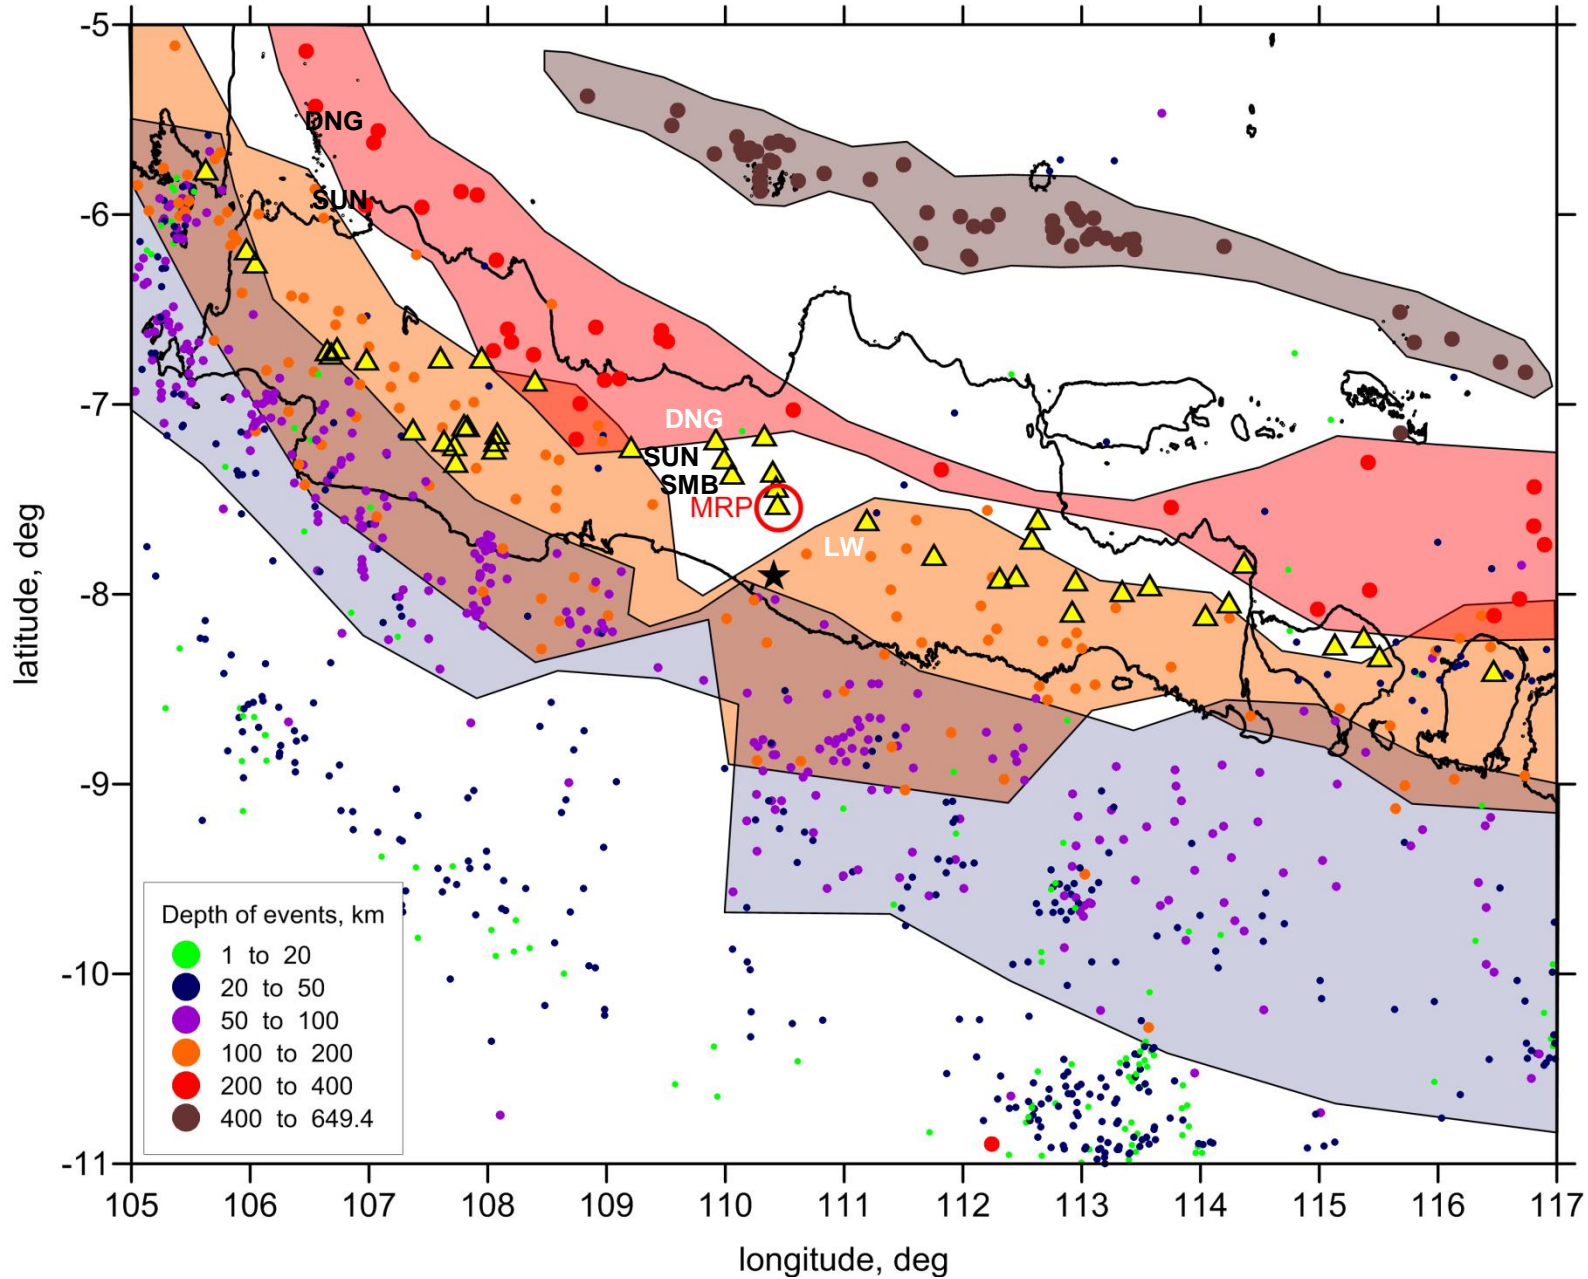 -5
DNG
SUN
-6
-7
DNG
SUN
SMB
MRP
LW
-8
-9
-10
-11
latitude, deg
Depth of events, km
1 to 20
20 to 50
50 to 100
100 to 200
200 to 400
400 to 649.4
105 106 107 108 109 110 111 112 113 114 115 116 117
longitude, deg